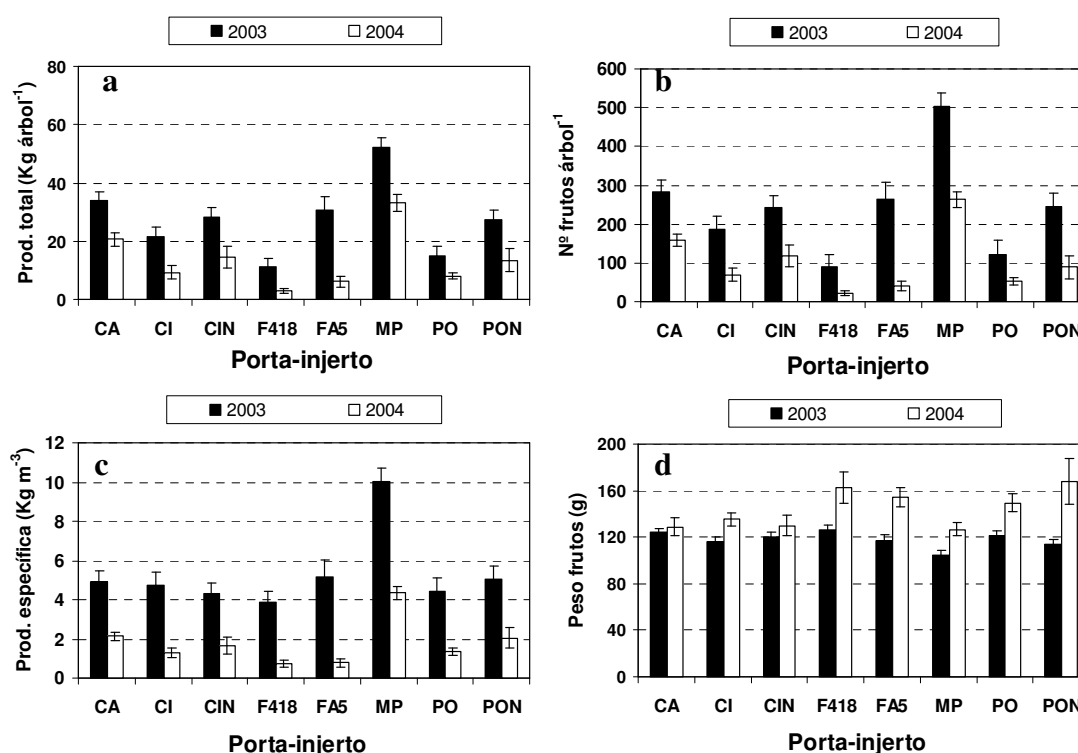 2003 2004
a
Prod. total (Kg árbol-1)
80
60
40
20
0
CA CI CIN F418 FA5 MP PO PON
Porta-injerto
2003 2004
b
Nº frutos árbol-1
600
500
400
300
200
100
0
CA CI CIN F418 FA5 MP PO PON
Porta-injerto
2003 2004
c
Prod. específica (Kg m-3)
12
10
8
6
4
2
0
CA CI CIN F418 FA5 MP PO PON
Porta-injerto
2003 2004
d
Peso frutos (g)
200
160
120
80
40
0
CA CI CIN F418 FA5 MP PO PON
Porta-injerto